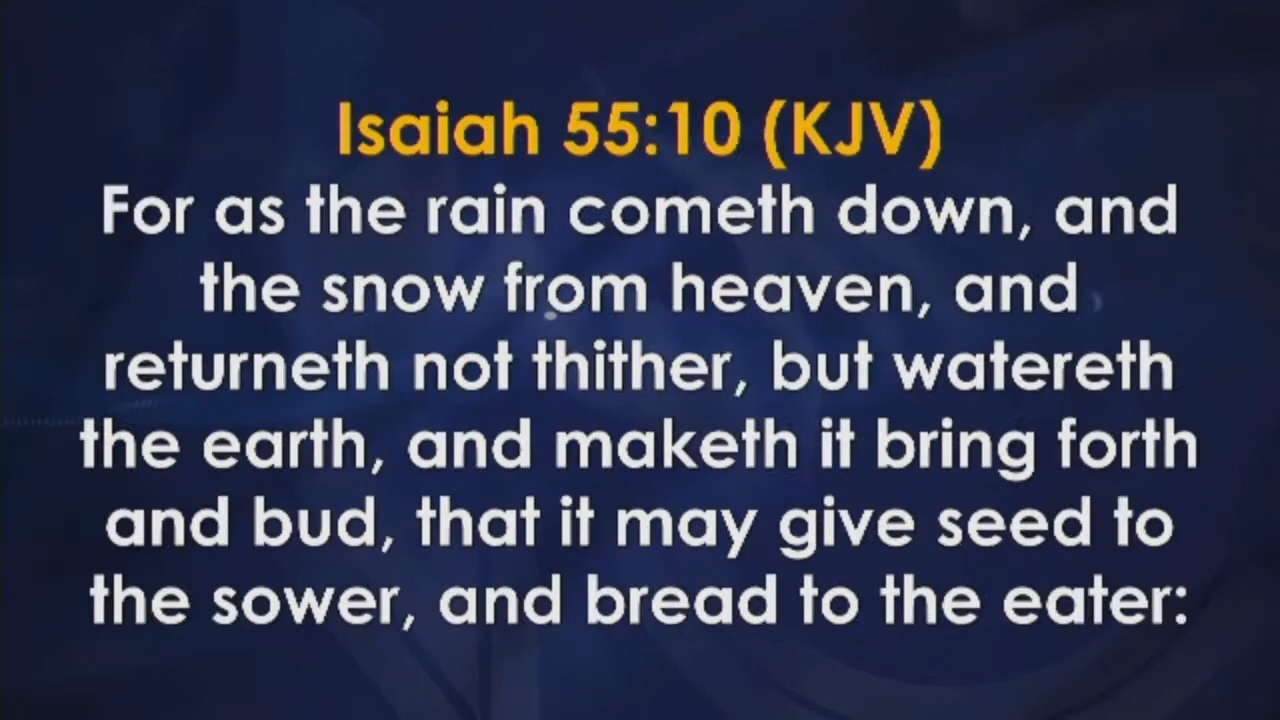 Isaiah 55:10 (KJV)
For as the rain cometh down, and
the snow from heaven, and
returneth not thither, but watereth
the earth, and maketh it bring forth
and bud, that it may give seed to
the sower, and bread to the eater: